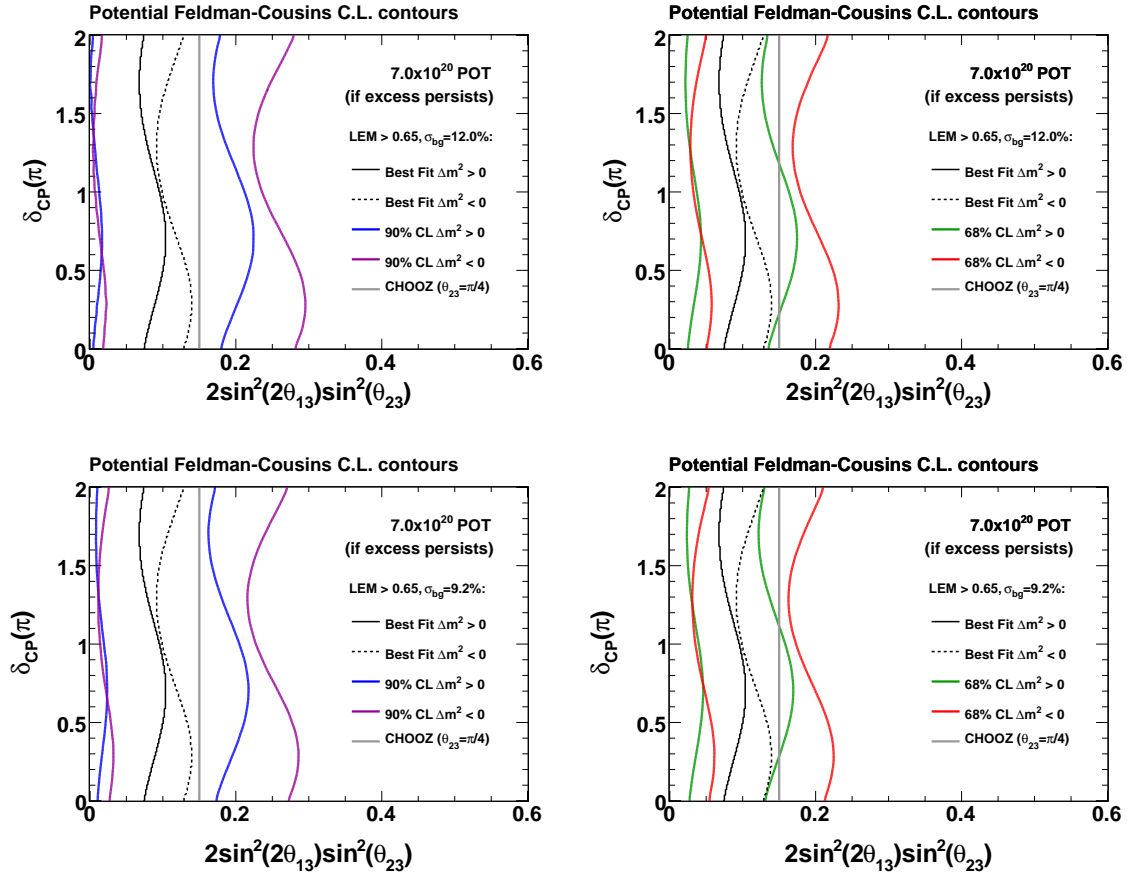 Potential Feldman-Cousins C.L. contours
δCP(π)
2
1.5
1
0.5
0
7.0x10^20 POT
(if excess persists)
LEM > 0.65, σbg=12.0%:
Best Fit Δm² > 0
Best Fit Δm² < 0
90% CL Δm² > 0
90% CL Δm² < 0
CHOOZ (θ23=π/4)
0 0.2 0.4 0.6
2sin²(2θ13)sin²(θ23)
Potential Feldman-Cousins C.L. contours
δCP(π)
2
1.5
1
0.5
0
7.0x10^20 POT
(if excess persists)
LEM > 0.65, σbg=12.0%:
Best Fit Δm² > 0
Best Fit Δm² < 0
68% CL Δm² > 0
68% CL Δm² < 0
CHOOZ (θ23=π/4)
0 0.2 0.4 0.6
2sin²(2θ13)sin²(θ23)
Potential Feldman-Cousins C.L. contours
δCP(π)
2
1.5
1
0.5
0
7.0x10^20 POT
(if excess persists)
LEM > 0.65, σbg=9.2%:
Best Fit Δm² > 0
Best Fit Δm² < 0
90% CL Δm² > 0
90% CL Δm² < 0
CHOOZ (θ23=π/4)
0 0.2 0.4 0.6
2sin²(2θ13)sin²(θ23)
Potential Feldman-Cousins C.L. contours
δCP(π)
2
1.5
1
0.5
0
7.0x10^20 POT
(if excess persists)
LEM > 0.65, σbg=9.2%:
Best Fit Δm² > 0
Best Fit Δm² < 0
68% CL Δm² > 0
68% CL Δm² < 0
CHOOZ (θ23=π/4)
0 0.2 0.4 0.6
2sin²(2θ13)sin²(θ23)